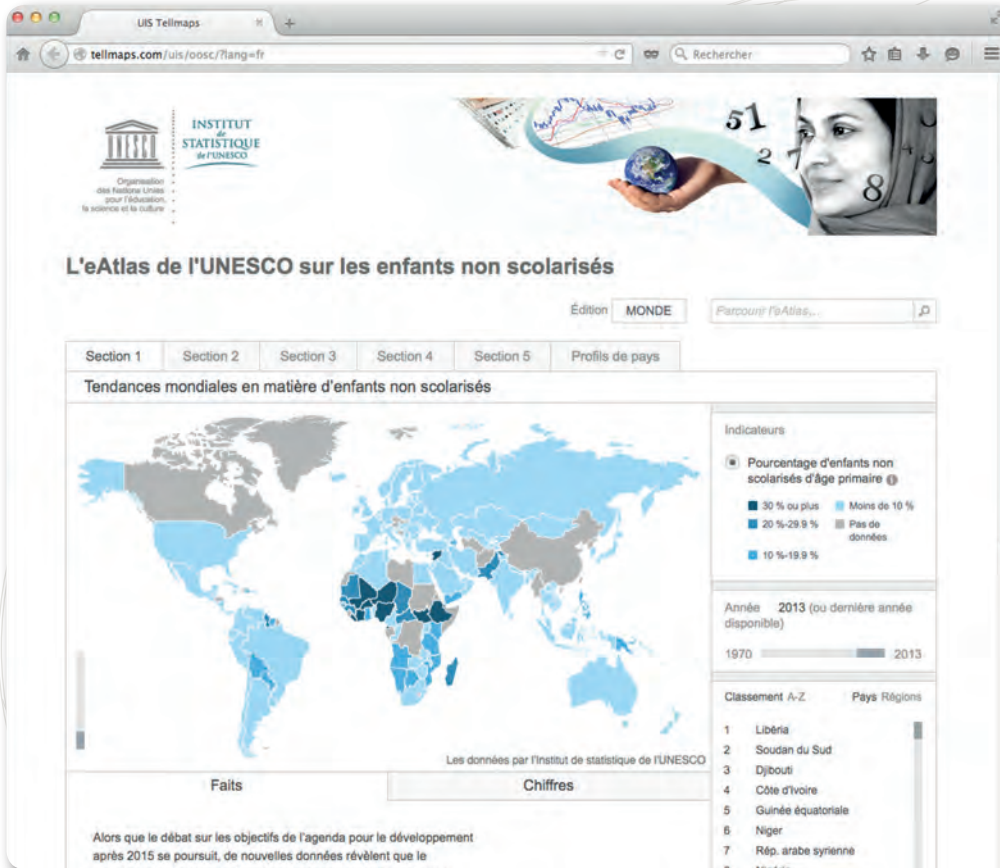 UIS Tellmaps
tellmaps.com/uis/oosc/?lang=fr
Rechercher
UNESCO
Organisation
des Nations Unies
pour l'éducation,
la science et la culture
INSTITUT
de
STATISTIQUE
de l'UNESCO
51
2 7
8
L'eAtlas de l'UNESCO sur les enfants non scolarisés
Édition MONDE
Parcourir l'eAtlas...
Section 1 Section 2 Section 3 Section 4 Section 5 Profils de pays
Tendances mondiales en matière d'enfants non scolarisés
Indicateurs
Pourcentage d'enfants non
scolarisés d'âge primaire
30 % ou plus Moins de 10 %
20 %-29.9 % Pas de
données
10 %-19.9 %
Année 2013 (ou dernière année
disponible)
1970 2013
Classement A-Z Pays Régions
1 Libéria
2 Soudan du Sud
3 Djibouti
4 Côte d'Ivoire
5 Guinée équatoriale
6 Niger
7 Rép. arabe syrienne
Les données par l'Institut de statistique de l'UNESCO
Faits Chiffres
Alors que le débat sur les objectifs de l'agenda pour le développement
après 2015 se poursuit, de nouvelles données révèlent que le